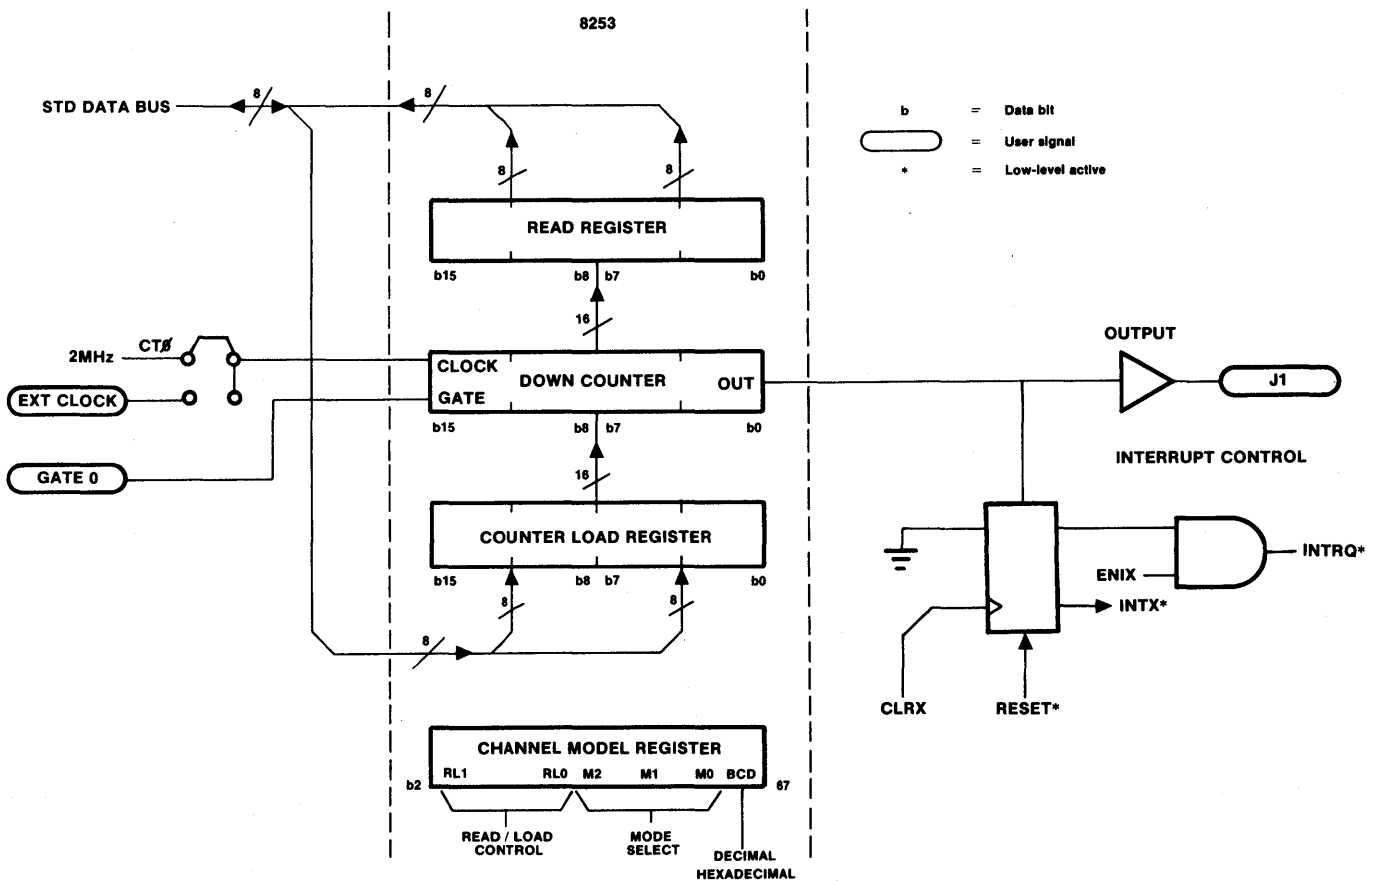 8253
STD DATA BUS
8
8
b = Data bit
= User signal
* = Low-level active
8
8
READ REGISTER
b15 b8 b7 b0
16
2MHz
CTØ
EXT CLOCK
GATE 0
CLOCK
GATE
DOWN COUNTER
OUT
b15 b8 b7 b0
16
COUNTER LOAD REGISTER
b15 b8 b7 b0
8
8
8
OUTPUT
J1
INTERRUPT CONTROL
INTRQ*
ENIX
INTX*
CLRX
RESET*
CHANNEL MODEL REGISTER
b2 RL1 RL0 M2 M1 M0 BCD 67
READ / LOAD
CONTROL
MODE
SELECT
DECIMAL
HEXADECIMAL